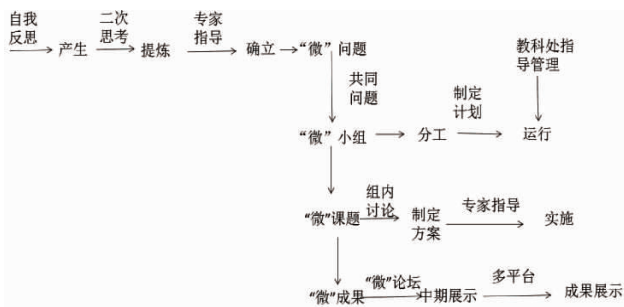 自我
反思
产生
二次
思考
提炼
专家
指导
确立
“微”问题
共同
问题
教科处指
导管理
“微”小组
分工
制定
计划
运行
“微”课题
组内
讨论
制定
方案
专家指导
实施
“微”成果
“微”论坛
中期展示
多平台
成果展示